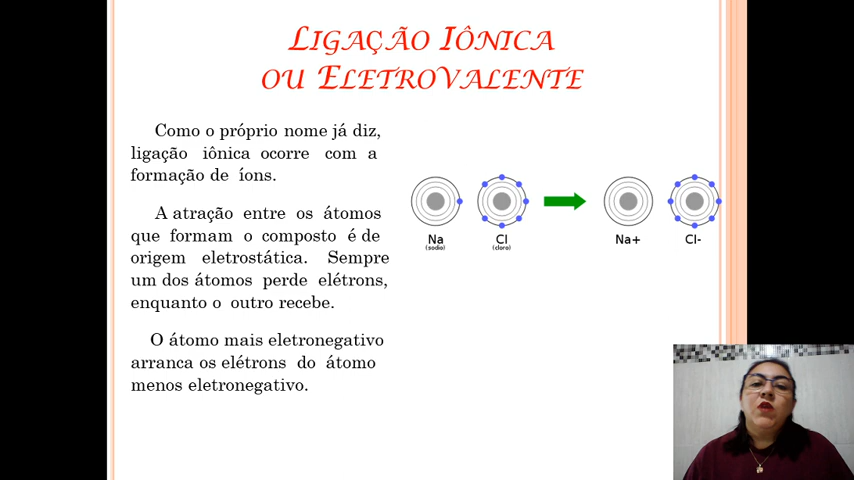 LIGAÇÃO IÔNICA
OU ELETROVALENTE
Como o próprio nome já diz,
ligação iônica ocorre com a
formação de íons.
A atração entre os átomos
que formam o composto é de
origem eletrostática. Sempre
um dos átomos perde elétrons,
enquanto o outro recebe.
O átomo mais eletronegativo
arranca os elétrons do átomo
menos eletronegativo.
Na
(sodio)
Cl
(cloro)
Na+
Cl-